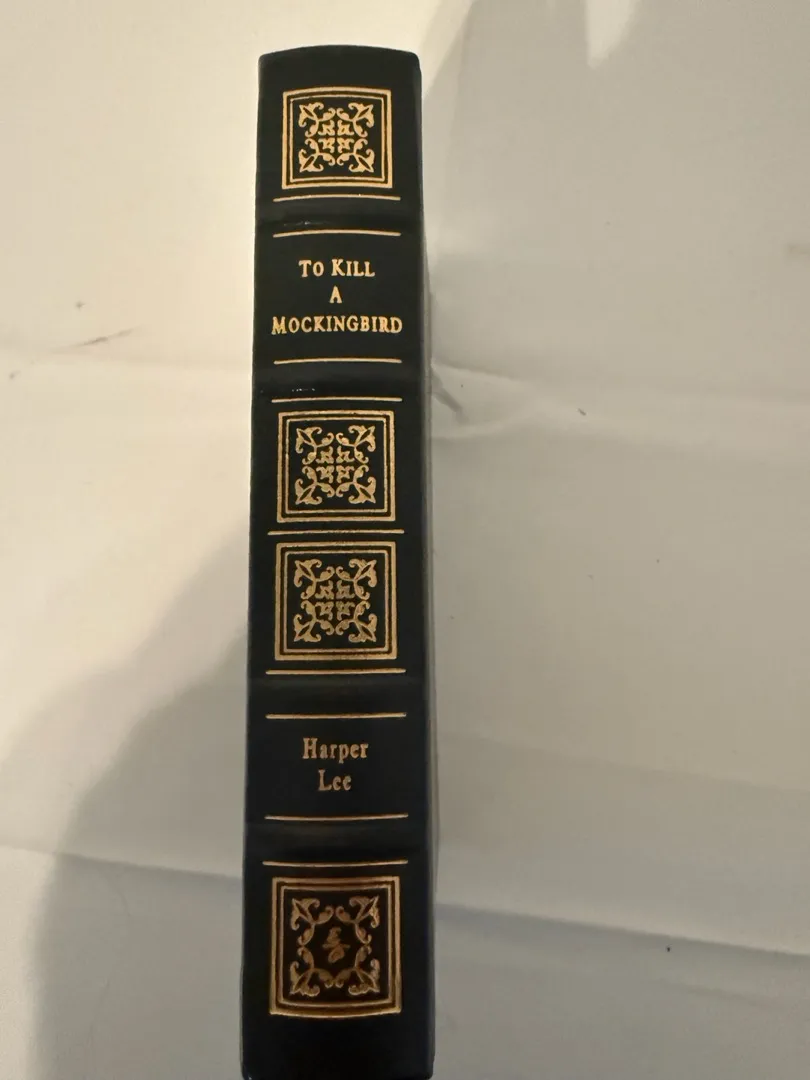 To Kill
A
Mockingbird
Harper
Lee